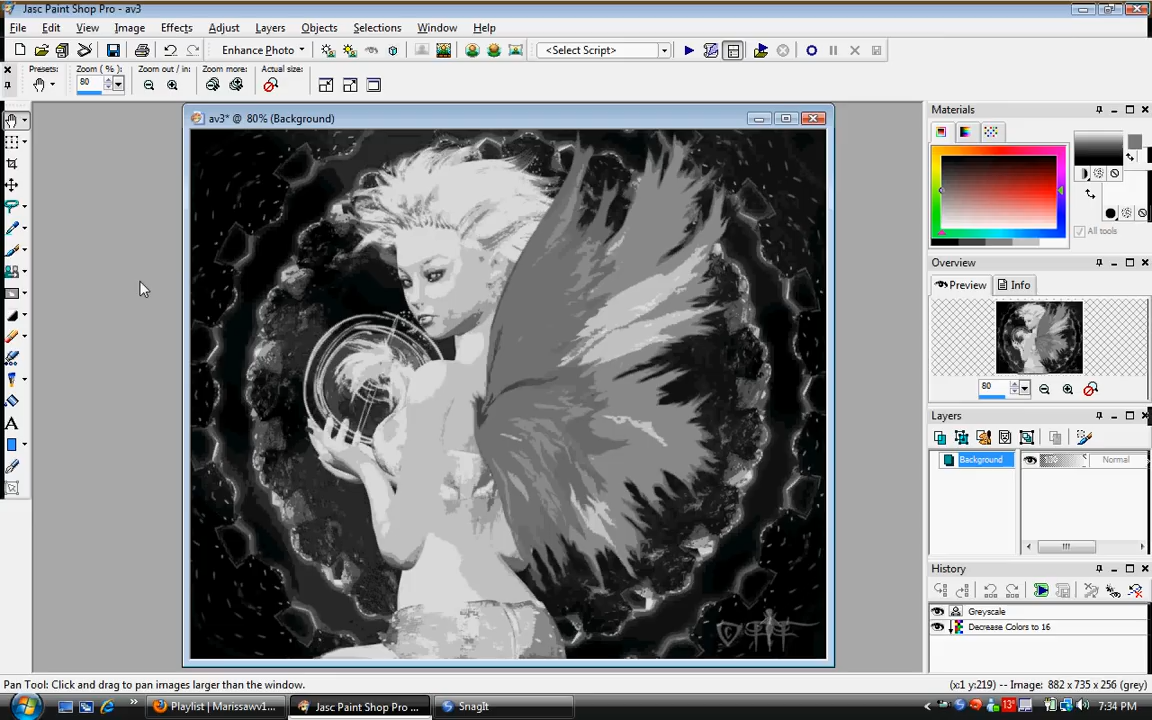 Jasc Paint Shop Pro - av3
File Edit View Image Effects Adjust Layers Objects Selections Window Help
Enhance Photo
<Select Script>
Presets: Zoom ( % ): Zoom out / in: Zoom more: Actual size:
80
av3* @ 80% (Background)
Materials
All tools
Overview
Preview Info
80
Layers
Background Normal
History
Greyscale
Decrease Colors to 16
Pan Tool: Click and drag to pan images larger than the window.
(x:1 y:219) -- Image: 882 x 735 x 256 (grey)
Playlist | Marissawv1... Jasc Paint Shop Pro ... SnagIt 13° 7:34 PM